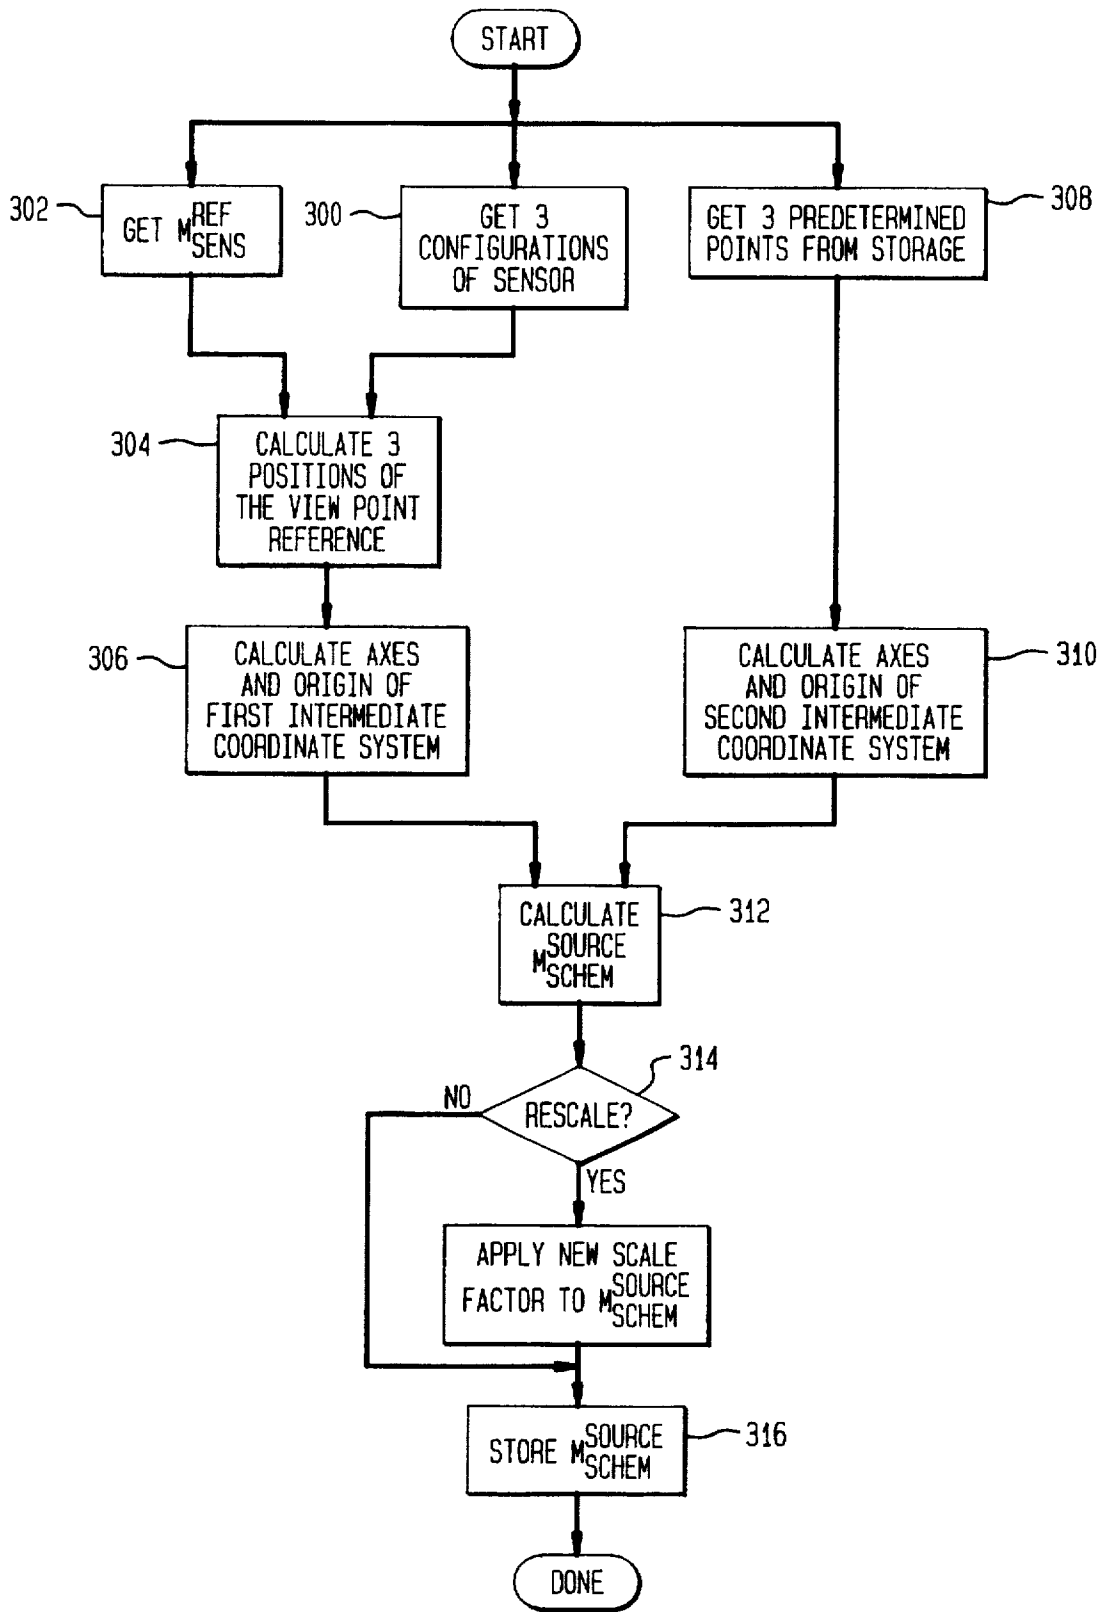 START
302
GET M REF
SENS
300
GET 3
CONFIGURATIONS
OF SENSOR
GET 3 PREDETERMINED
POINTS FROM STORAGE
308
304
CALCULATE 3
POSITIONS OF
THE VIEW POINT
REFERENCE
306
CALCULATE AXES
AND ORIGIN OF
FIRST INTERMEDIATE
COORDINATE SYSTEM
CALCULATE AXES
AND ORIGIN OF
SECOND INTERMEDIATE
COORDINATE SYSTEM
310
CALCULATE
M SOURCE
SCHEM
312
RESCALE?
314
NO
YES
APPLY NEW SCALE
FACTOR TO M SOURCE
SCHEM
STORE M SOURCE
SCHEM
316
DONE